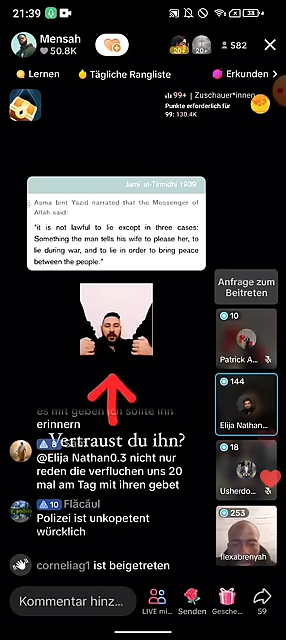 21:39
38
Mensah
50.8K
20+
20+
582
Lernen
Tägliche Rangliste
Erkunden >
99+ | Zuschauer*innen
Punkte erforderlich für
99: 130.4K
Jami` at-Tirmidhi 1939
Asma bint Yazid narrated that the Messenger of
Allah said:
"it is not lawful to lie except in three cases:
Something the man tells his wife to please her, to
lie during war, and to lie in order to bring peace
between the people."
Anfrage zum
Beitreten
10
Patrick A...
144
Elija Nathan...
18
Usherdo...
253
flexabrenyah
es mit geben ich sollte ihn
erinnern
Vertraust du ihn?
@Elija Nathan0.3 nicht nur
reden die verfluchen uns 20
mal am Tag mit ihren gebet
10 Fläcäul
Polizei ist unkopetent
würcklich
corneliag1 ist beigetreten
Kommentar hinz...
LIVE mi...
Senden
Gesche...
59